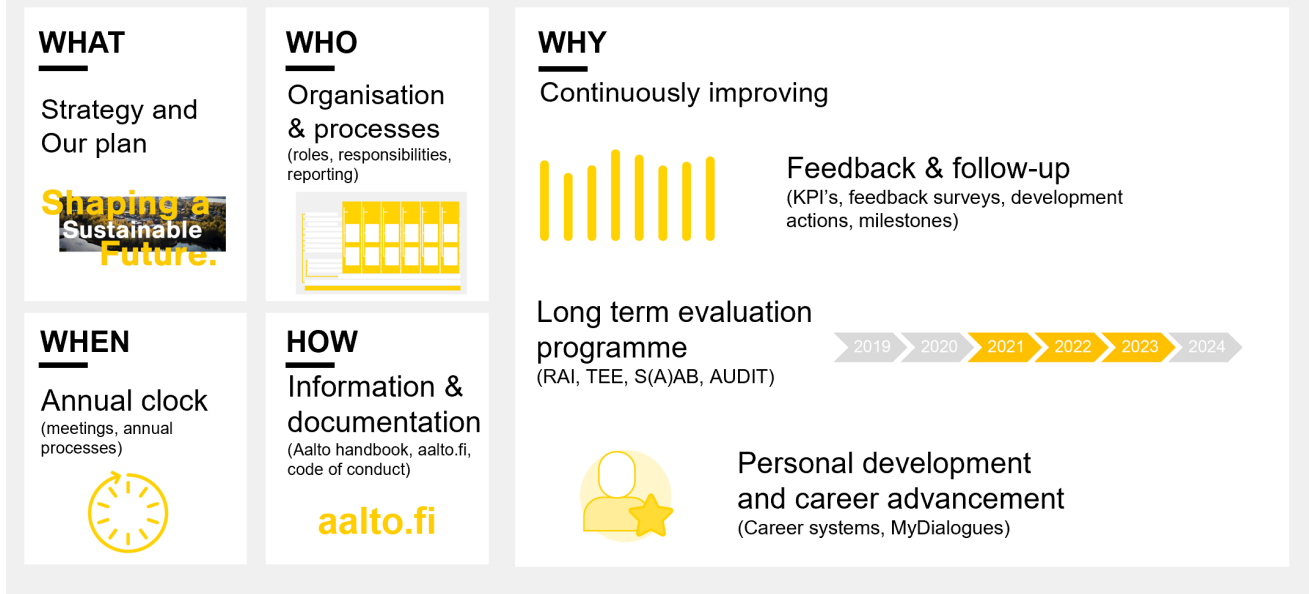 WHAT
Strategy and
Our plan
Shaping a
Sustainable
Future.
WHO
Organisation
& processes
(roles, responsibilities,
reporting)
WHEN
Annual clock
(meetings, annual
processes)
HOW
Information &
documentation
(Aalto handbook, aalto.fi,
code of conduct)
aalto.fi
WHY
Continuously improving
Feedback & follow-up
(KPI's, feedback surveys, development
actions, milestones)
Long term evaluation
programme
(RAI, TEE, S(A)AB, AUDIT)
2019 2020 2021 2022 2023 2024
Personal development
and career advancement
(Career systems, MyDialogues)